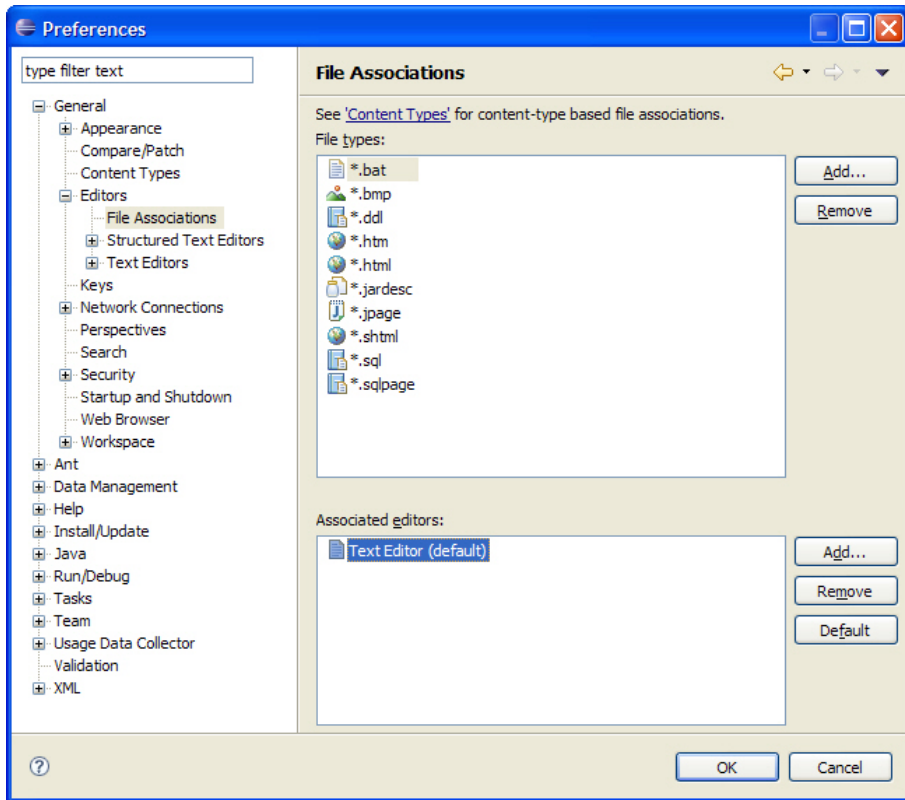 Preferences
type filter text
General
Appearance
Compare/Patch
Content Types
Editors
File Associations
Structured Text Editors
Text Editors
Keys
Network Connections
Perspectives
Search
Security
Startup and Shutdown
Web Browser
Workspace
Ant
Data Management
Help
Install/Update
Java
Run/Debug
Tasks
Team
Usage Data Collector
Validation
XML
File Associations
See 'Content Types' for content-type based file associations.
File types:
*.bat
*.bmp
*.ddl
*.htm
*.html
*.jardesc
*.jpage
*.shtml
*.sql
*.sqlpage
Add...
Remove
Associated editors:
Text Editor (default)
Add...
Remove
Default
?
OK
Cancel